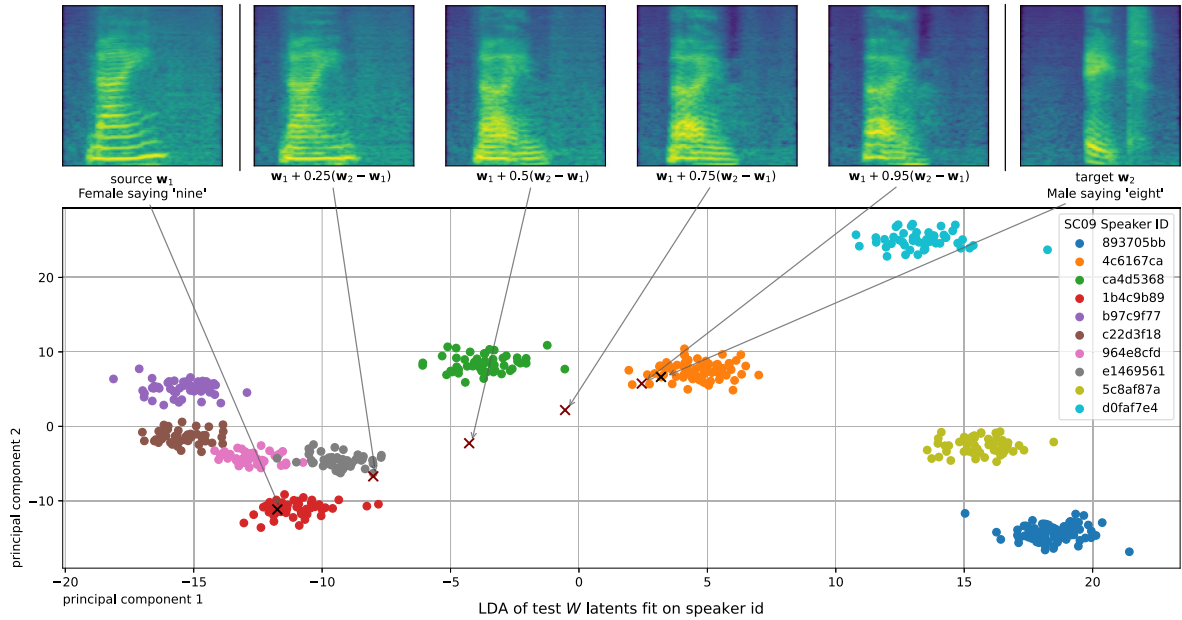 source w₁
Female saying 'nine'
w₁ + 0.25(w₂ − w₁)
w₁ + 0.5(w₂ − w₁)
w₁ + 0.75(w₂ − w₁)
w₁ + 0.95(w₂ − w₁)
target w₂
Male saying 'eight'
SC09 Speaker ID
893705bb
4c6167ca
ca4d5368
1b4c9b89
b97c9f77
c22d3f18
964e8cfd
e1469561
5c8af87a
d0faf7e4
principal component 2
20
10
0
−10
−20
−15
−10
−5
0
5
10
15
20
principal component 1
LDA of test W latents fit on speaker id